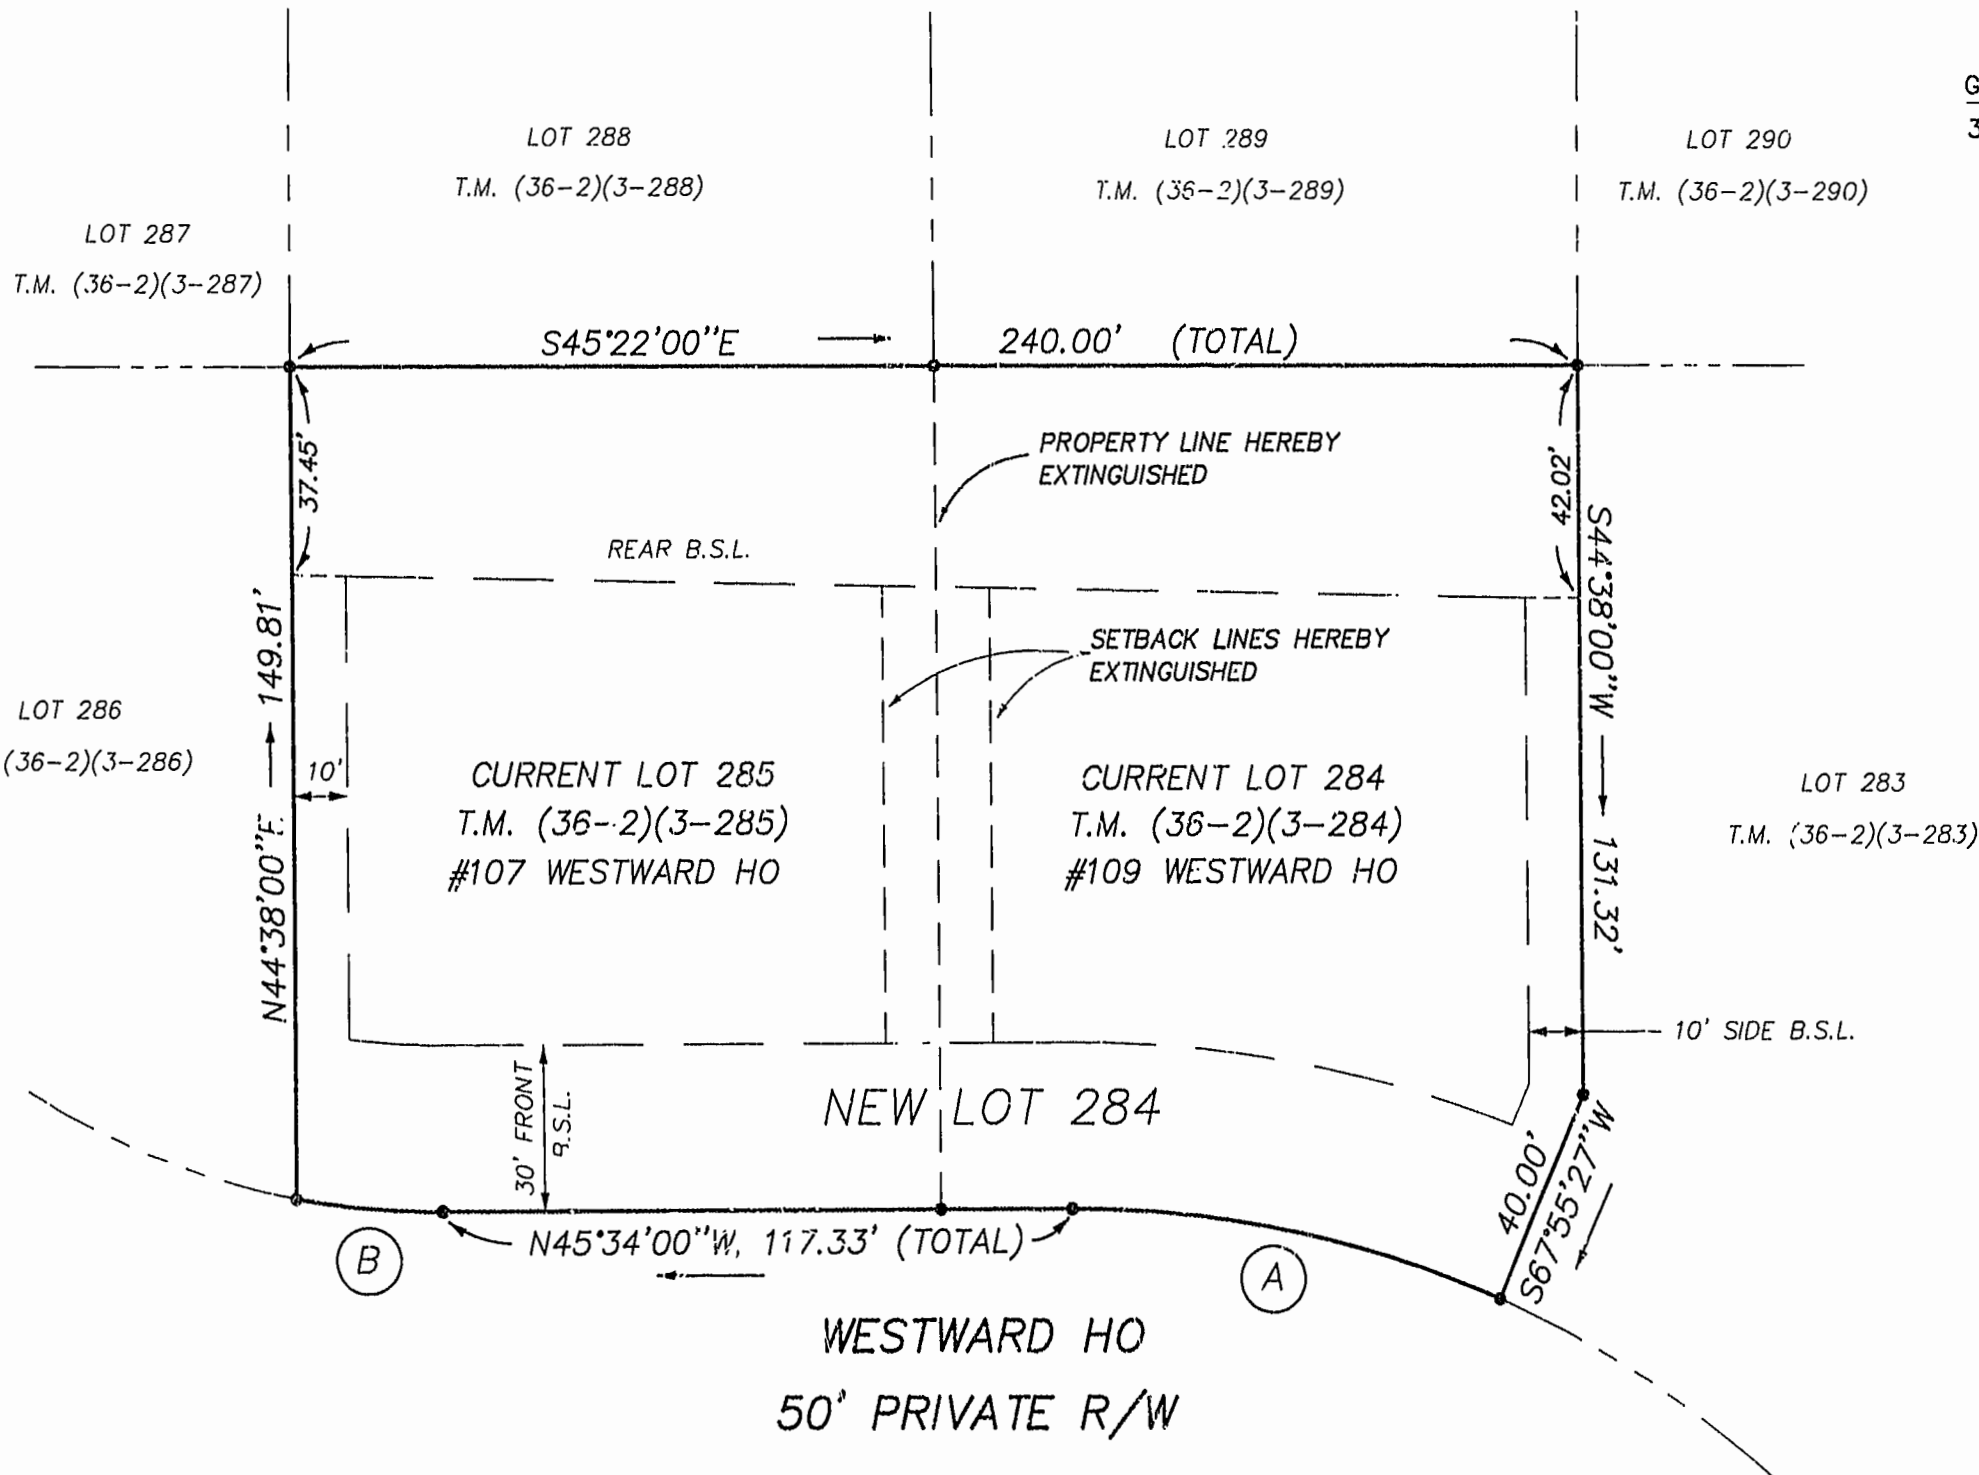 G
3
LOT 288
T.M. (36-2)(3-288)
LOT 289
T.M. (36-2)(3-289)
LOT 290
T.M. (36-2)(3-290)
LOT 287
T.M. (36-2)(3-287)
S45°22'00"E
240.00' (TOTAL)
37.45'
42.02'
PROPERTY LINE HEREBY
EXTINGUISHED
REAR B.S.L.
SETBACK LINES HEREBY
EXTINGUISHED
N44°38'00"E
149.81'
S44°38'00"W
131.32'
LOT 286
(36-2)(3-286)
10'
CURRENT LOT 285
T.M. (36-2)(3-285)
#107 WESTWARD HO
CURRENT LOT 284
T.M. (36-2)(3-284)
#109 WESTWARD HO
LOT 283
T.M. (36-2)(3-283)
10' SIDE B.S.L.
30' FRONT
B.S.L.
NEW LOT 284
40.00'
S67°55'27"W
N45°34'00"W, 117.33' (TOTAL)
B
A
WESTWARD HO
50' PRIVATE R/W